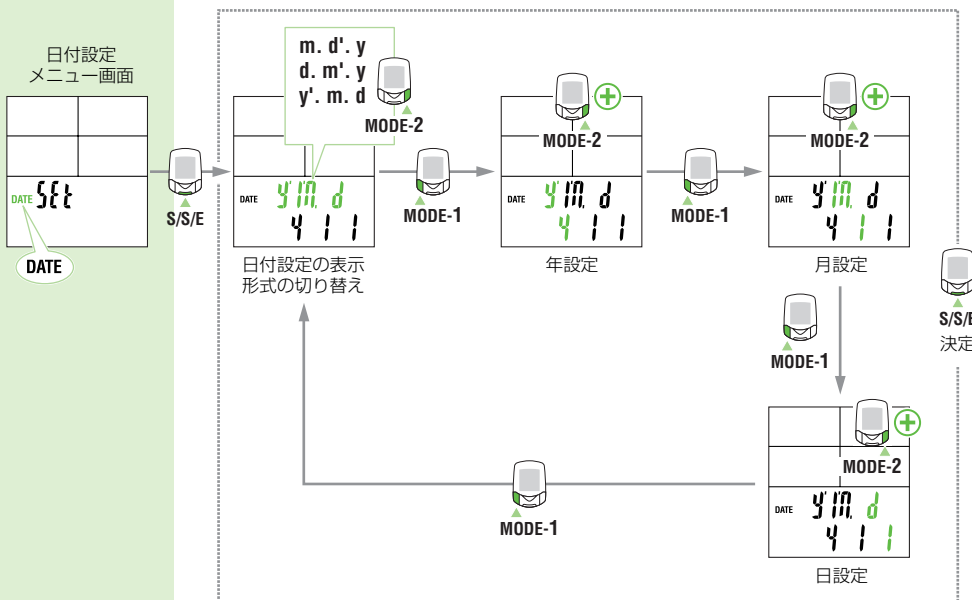 日付設定
メニュー画面
DATE SEt
DATE
S/S/E
m. d'. y
d. m'. y
y'. m. d
MODE-2
DATE y'm. d
4 1 1
日付設定の表示
形式の切り替え
MODE-1
MODE-2
DATE y'm. d
4 1 1
年設定
MODE-1
MODE-2
DATE y'm. d
4 1 1
月設定
MODE-1
S/S/E
決定
MODE-2
DATE y'm. d
4 1 1
日設定
MODE-1